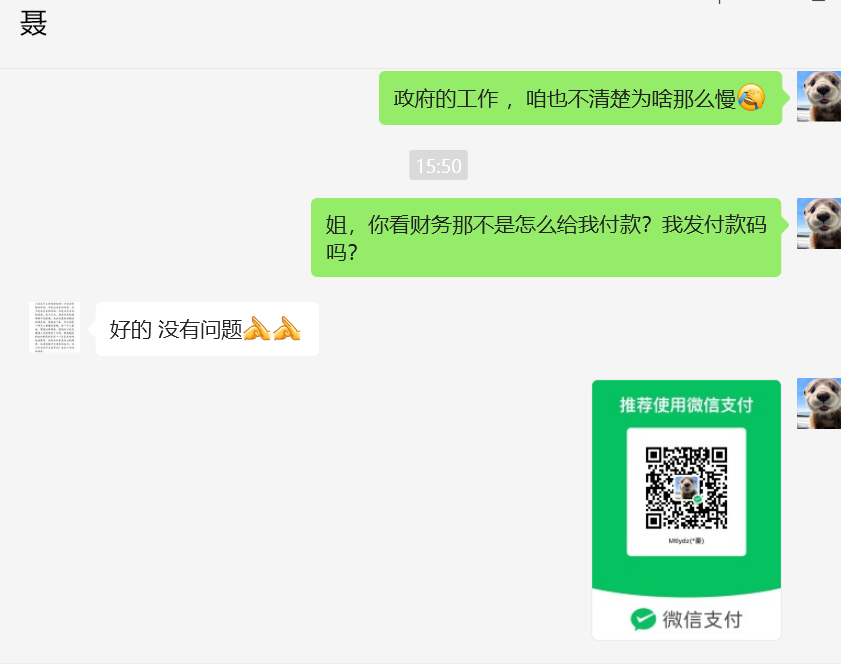 聂
政府的工作，咱也不清楚为啥那么慢
15:50
姐，你看财务那不是怎么给我付款？我发付款码
吗？
好的 没有问题
推荐使用微信支付
微信支付